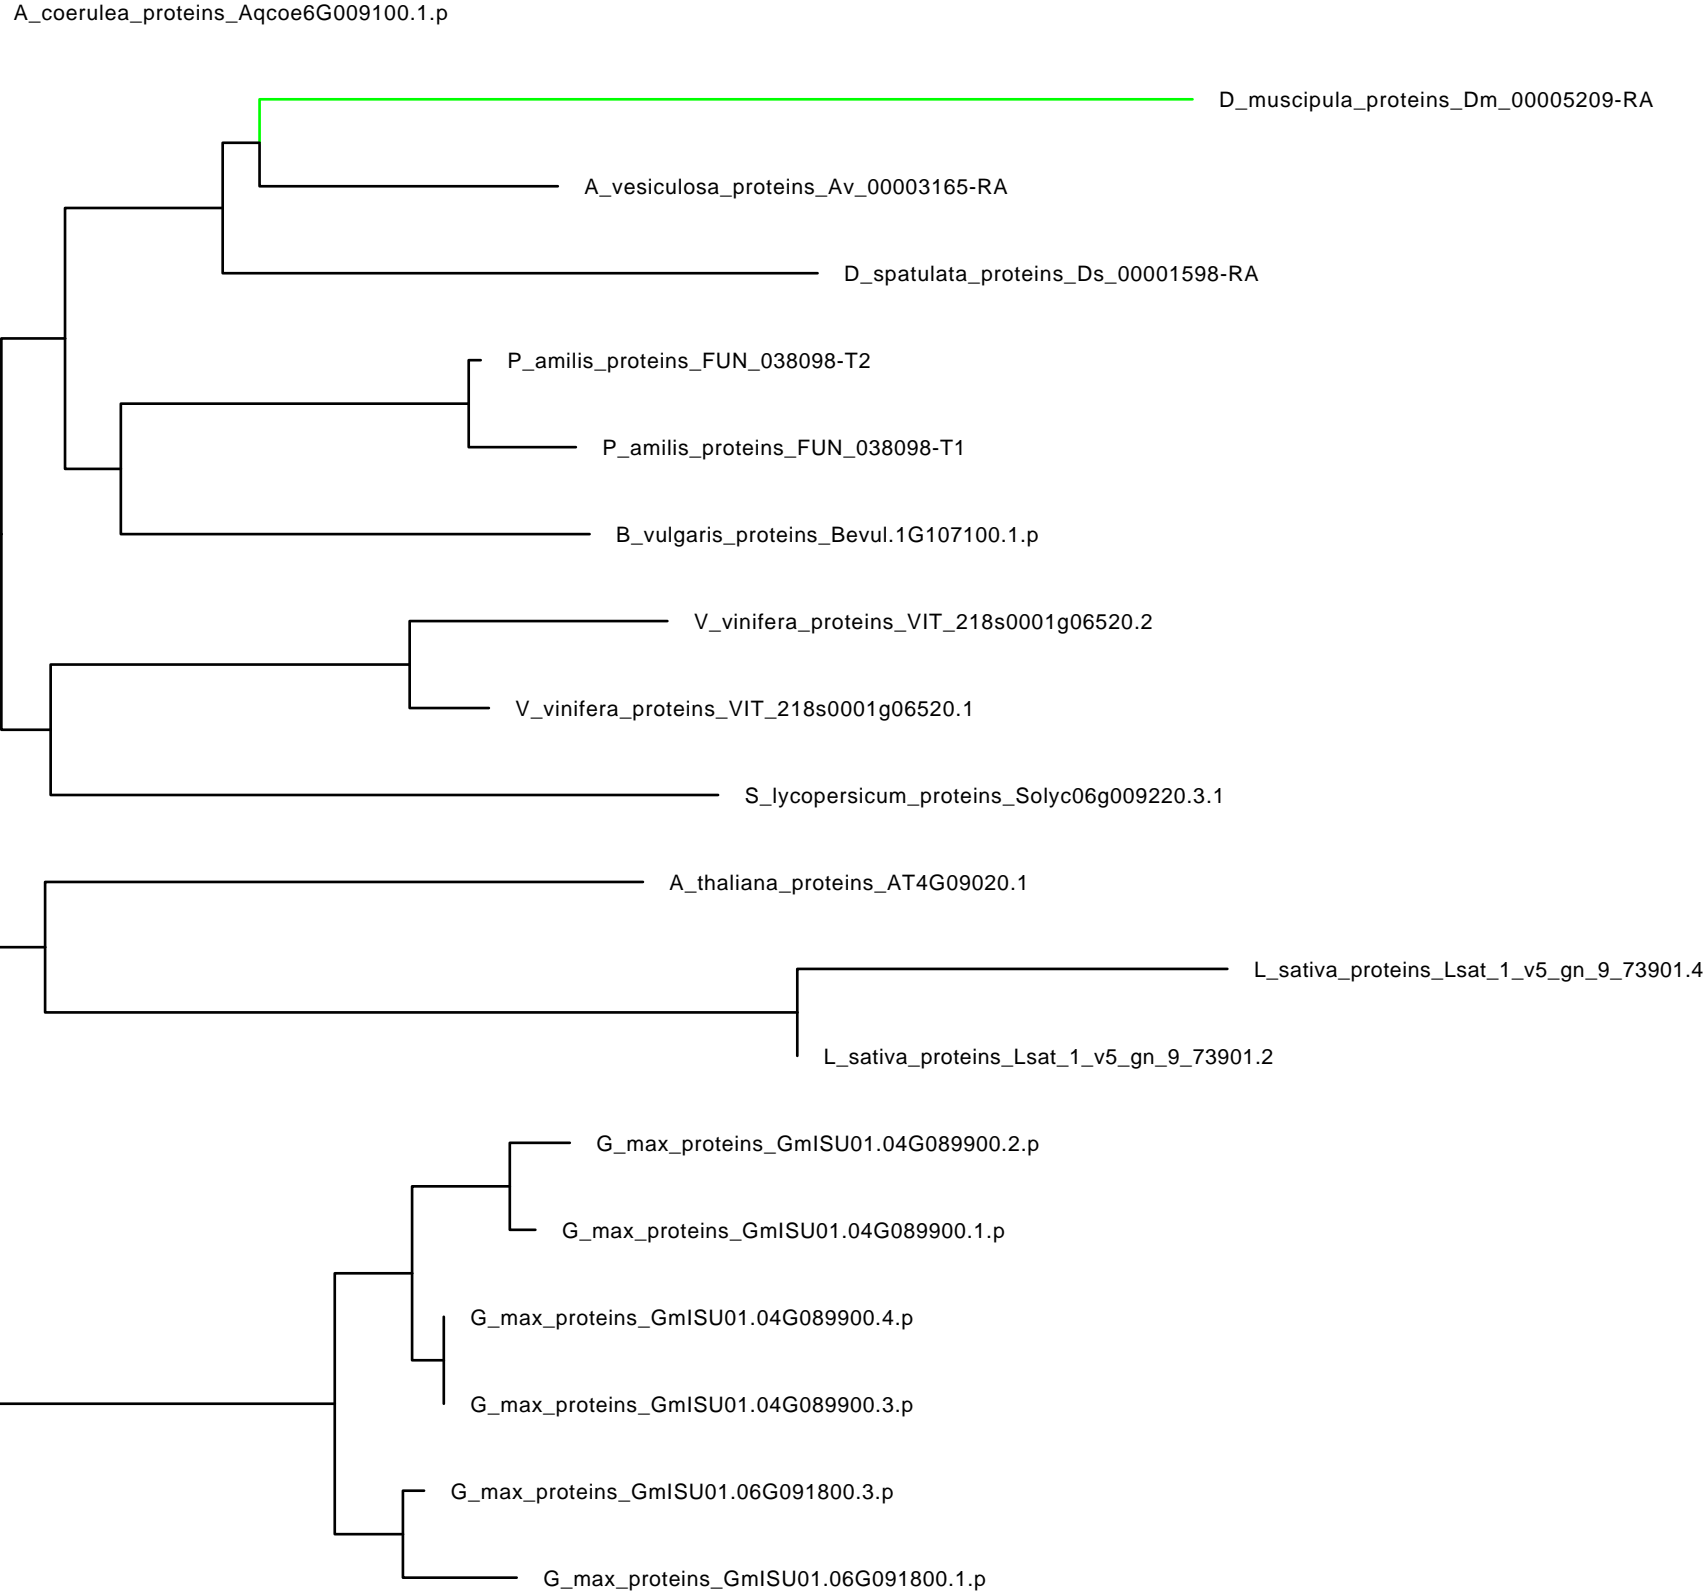 A_coerulea_proteins_Aqcoe6G009100.1.p
D_muscipula_proteins_Dm_00005209-RA
A_vesiculosa_proteins_Av_00003165-RA
D_spatulata_proteins_Ds_00001598-RA
P_amilis_proteins_FUN_038098-T2
P_amilis_proteins_FUN_038098-T1
B_vulgaris_proteins_Bevul.1G107100.1.p
V_vinifera_proteins_VIT_218s0001g06520.2
V_vinifera_proteins_VIT_218s0001g06520.1
S_lycopersicum_proteins_Solyc06g009220.3.1
A_thaliana_proteins_AT4G09020.1
L_sativa_proteins_Lsat_1_v5_gn_9_73901.4
L_sativa_proteins_Lsat_1_v5_gn_9_73901.2
G_max_proteins_GmISU01.04G089900.2.p
G_max_proteins_GmISU01.04G089900.1.p
G_max_proteins_GmISU01.04G089900.4.p
G_max_proteins_GmISU01.04G089900.3.p
G_max_proteins_GmISU01.06G091800.3.p
G_max_proteins_GmISU01.06G091800.1.p